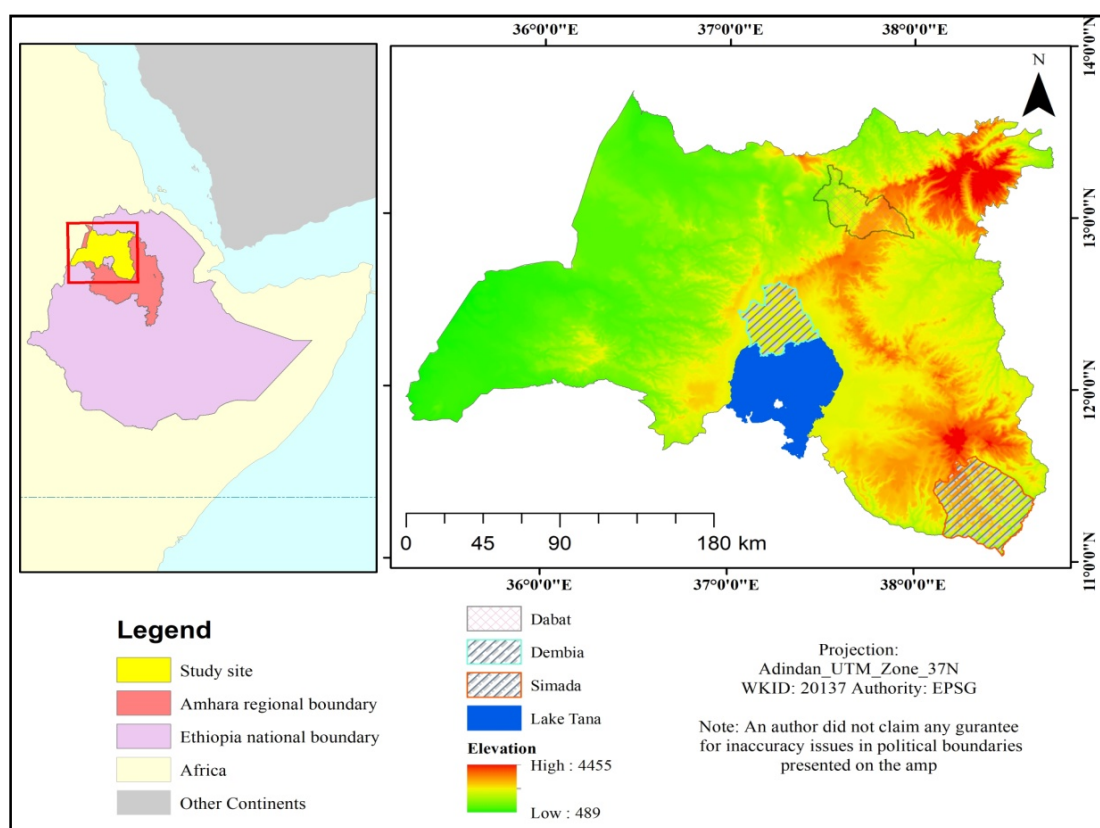 36°0'0"E 37°0'0"E 38°0'0"E
14°0'0"N
N
13°0'0"N
12°0'0"N
11°0'0"N
0 45 90 180 km
36°0'0"E 37°0'0"E 38°0'0"E
Legend
Study site
Amhara regional boundary
Ethiopia national boundary
Africa
Other Continents
Dabat
Dembia
Simada
Lake Tana
Elevation
High : 4455
Low : 489
Projection:
Adindan_UTM_Zone_37N
WKID: 20137 Authority: EPSG
Note: An author did not claim any gurantee
for inaccuracy issues in political boundaries
presented on the amp